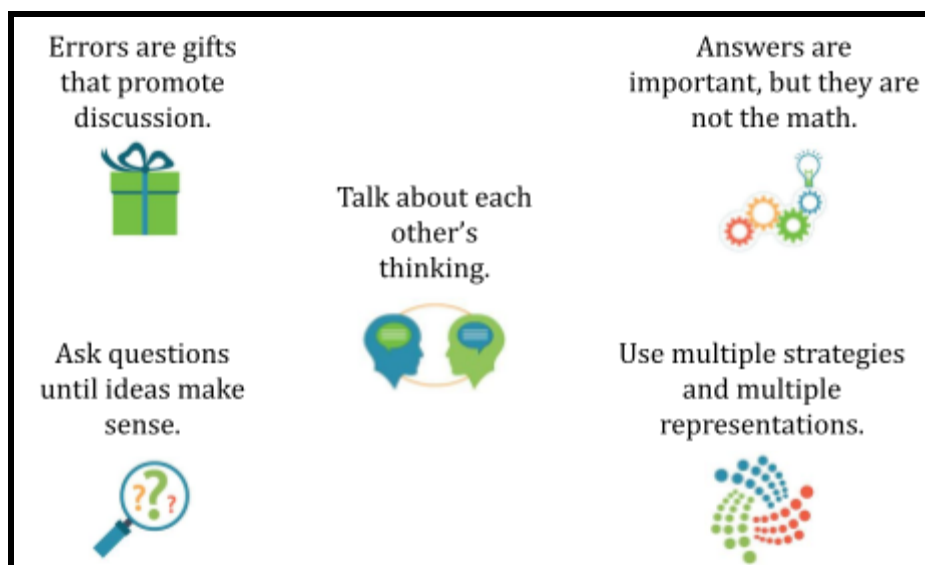 Errors are gifts
that promote
discussion.
Answers are
important, but they are
not the math.
Talk about each
other's
thinking.
Ask questions
until ideas make
sense.
Use multiple strategies
and multiple
representations.
???